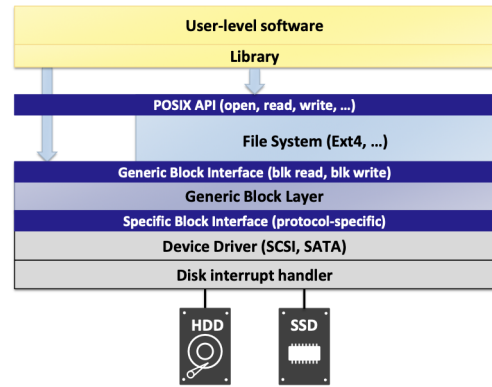 User-level software
Library
POSIX API (open, read, write, ...)
File System (Ext4, ...)
Generic Block Interface (blk read, blk write)
Generic Block Layer
Specific Block Interface (protocol-specific)
Device Driver (SCSI, SATA)
Disk interrupt handler
HDD
SSD